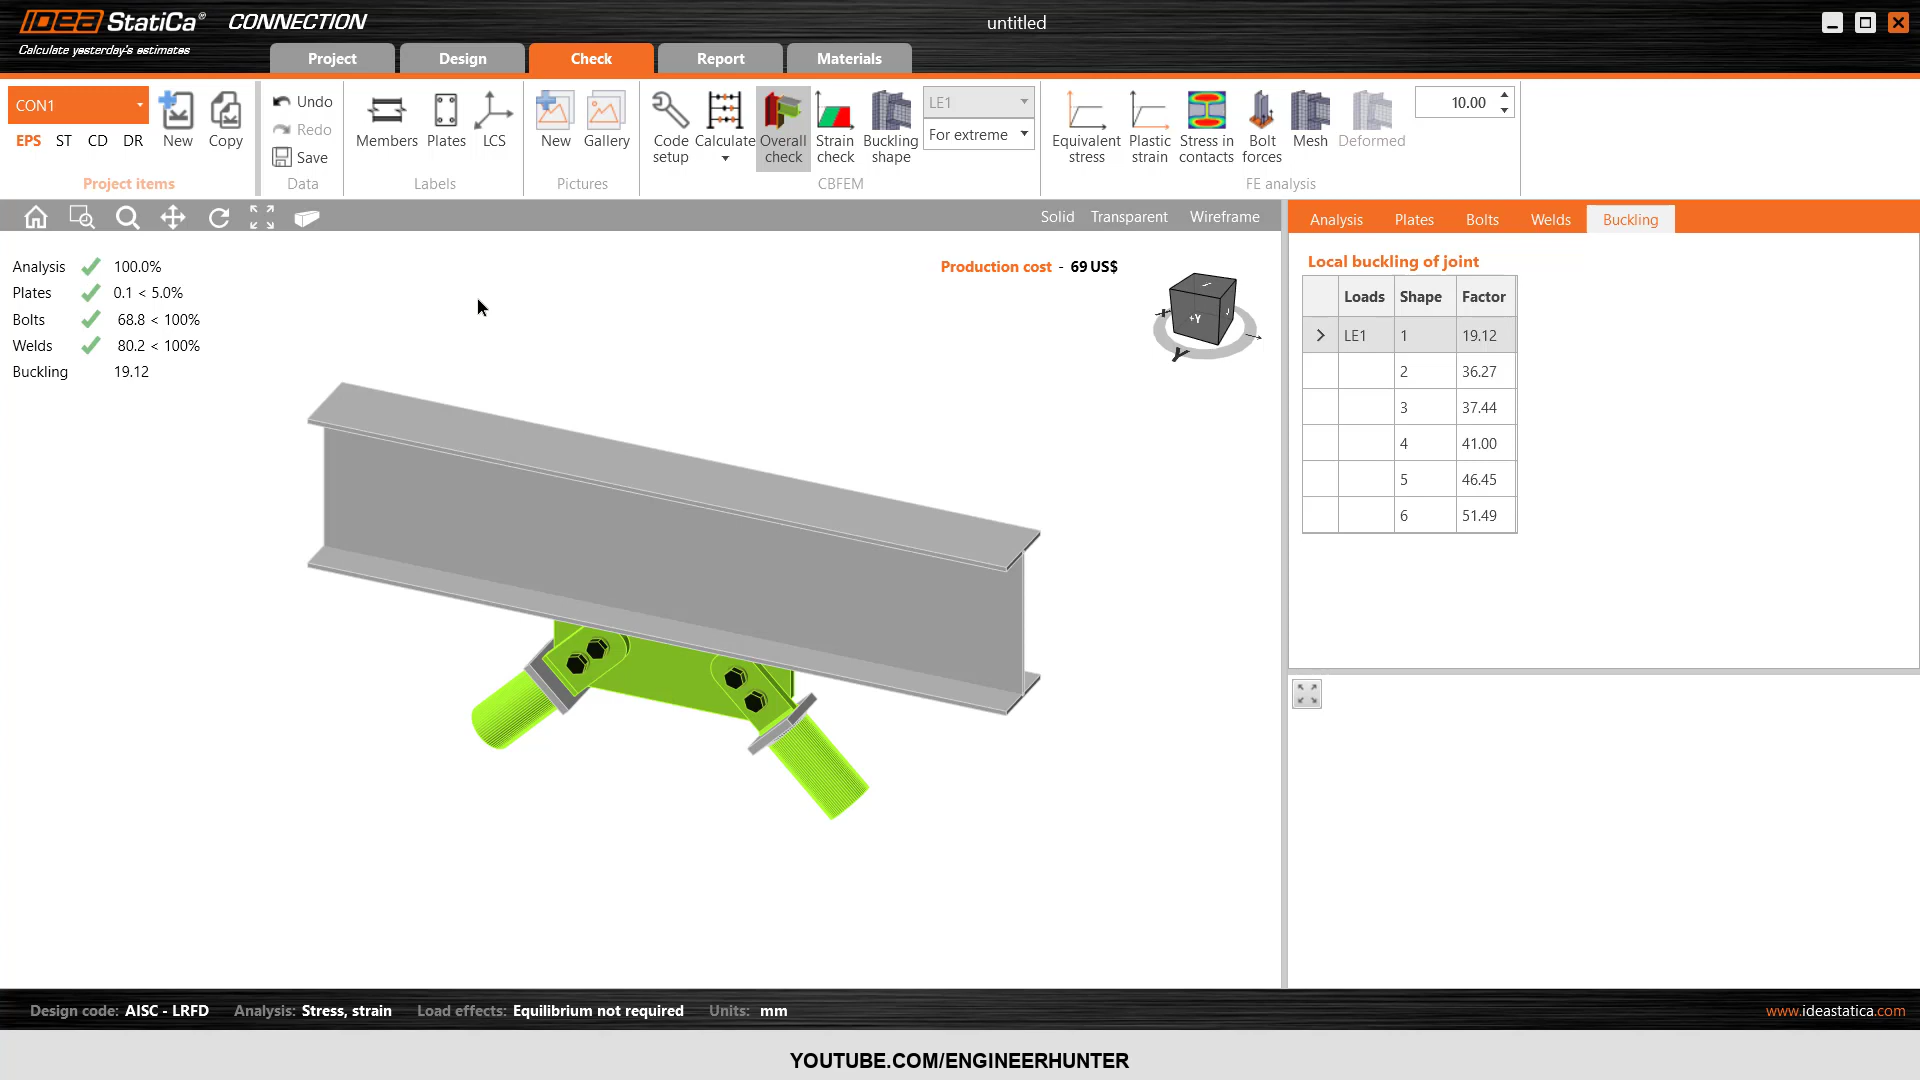 IDEA StatiCa® CONNECTION
Calculate yesterday's estimates
untitled
Project
Design
Check
Report
Materials
CON1
EPS ST CD DR
New
Copy
Project items
Undo
Redo
Save
Data
Members
Plates
LCS
Labels
New
Gallery
Pictures
Code setup
Calculate
Overall check
Strain check
Buckling shape
LE1
For extreme
CBFEM
Equivalent stress
Plastic strain
Stress in contacts
Bolt forces
Mesh
Deformed
10.00
FE analysis
Solid Transparent Wireframe
Analysis 100.0%
Plates 0.1 < 5.0%
Bolts 68.8 < 100%
Welds 80.2 < 100%
Buckling 19.12
Production cost - 69 US$
+Y
Y
Analysis Plates Bolts Welds Buckling
Local buckling of joint
Loads Shape Factor
LE1 1 19.12
2 36.27
3 37.44
4 41.00
5 46.45
6 51.49
Design code: AISC - LRFD Analysis: Stress, strain Load effects: Equilibrium not required Units: mm
www.ideastatica.com
YOUTUBE.COM/ENGINEERHUNTER